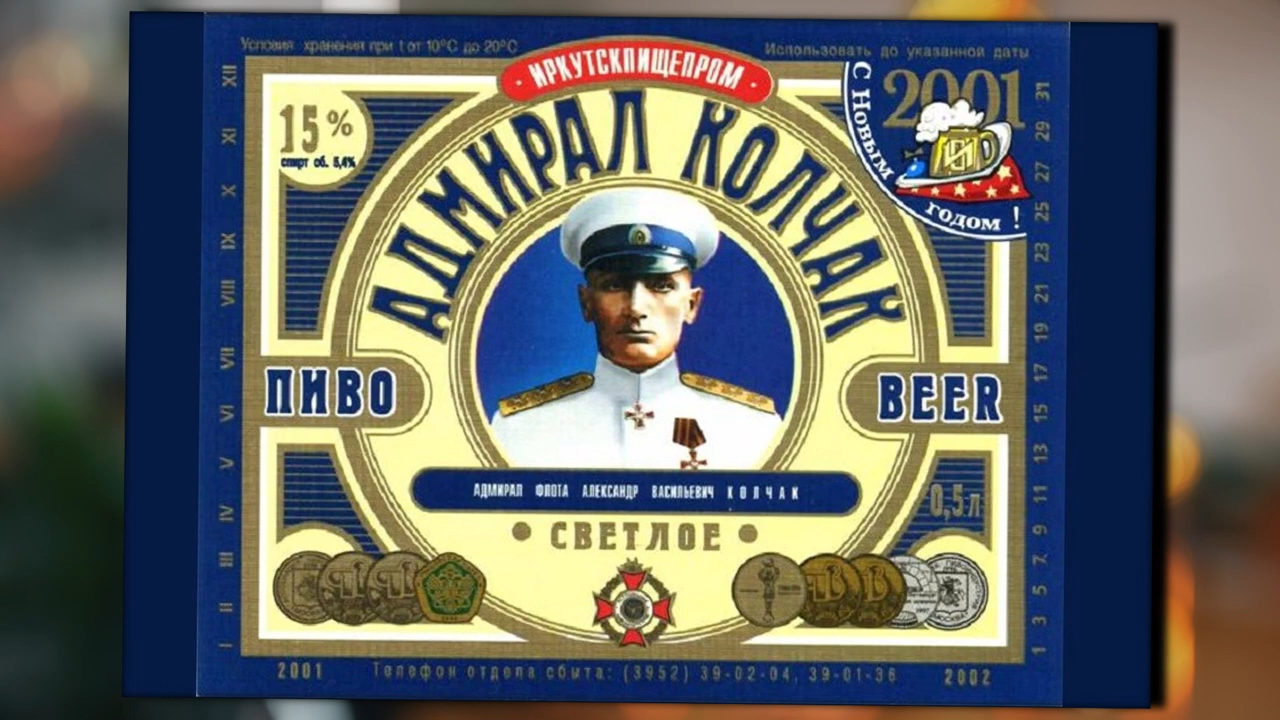 Условия хранения при t от 10°С до 20°С
Использовать до указанной даты
ИРКУТСКПИЩЕПРОМ
15%
спирт об. 5,4%
АДМИРАЛ КОЛЧАК
2001
С Новым годом !
ПИВО
BEER
АДМИРАЛ ФЛОТА АЛЕКСАНДР ВАСИЛЬЕВИЧ КОЛЧАК
СВЕТЛОЕ
0,5л
XII
XI
X
IX
VIII
VII
VI
V
IV
III
II
I
31
29
27
25
23
21
19
17
15
13
11
9
7
5
3
1
2001
Телефон отдела сбыта: (3952) 39-02-04, 39-01-36
2002